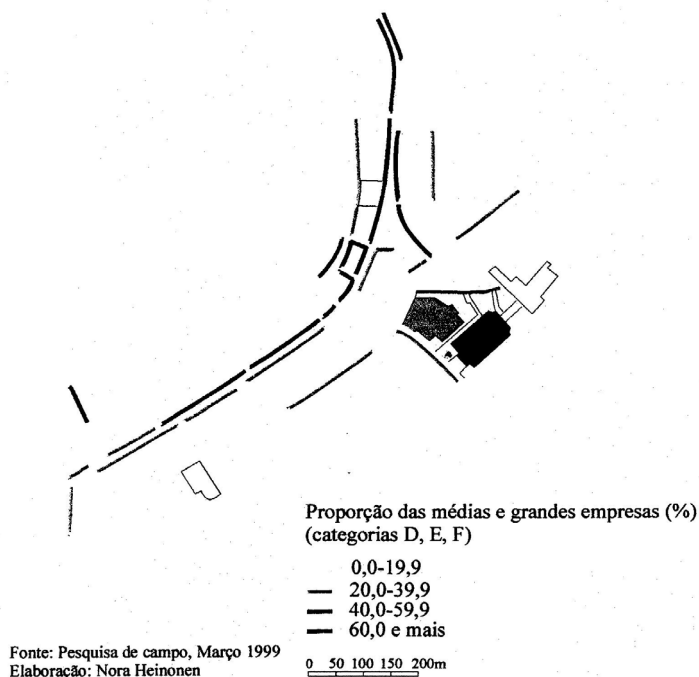 Proporção das médias e grandes empresas (%)
(categorias D, E, F)
0,0-19,9
20,0-39,9
40,0-59,9
60,0 e mais
Fonte: Pesquisa de campo, Março 1999
Elaboração: Nora Heinonen
0 50 100 150 200m